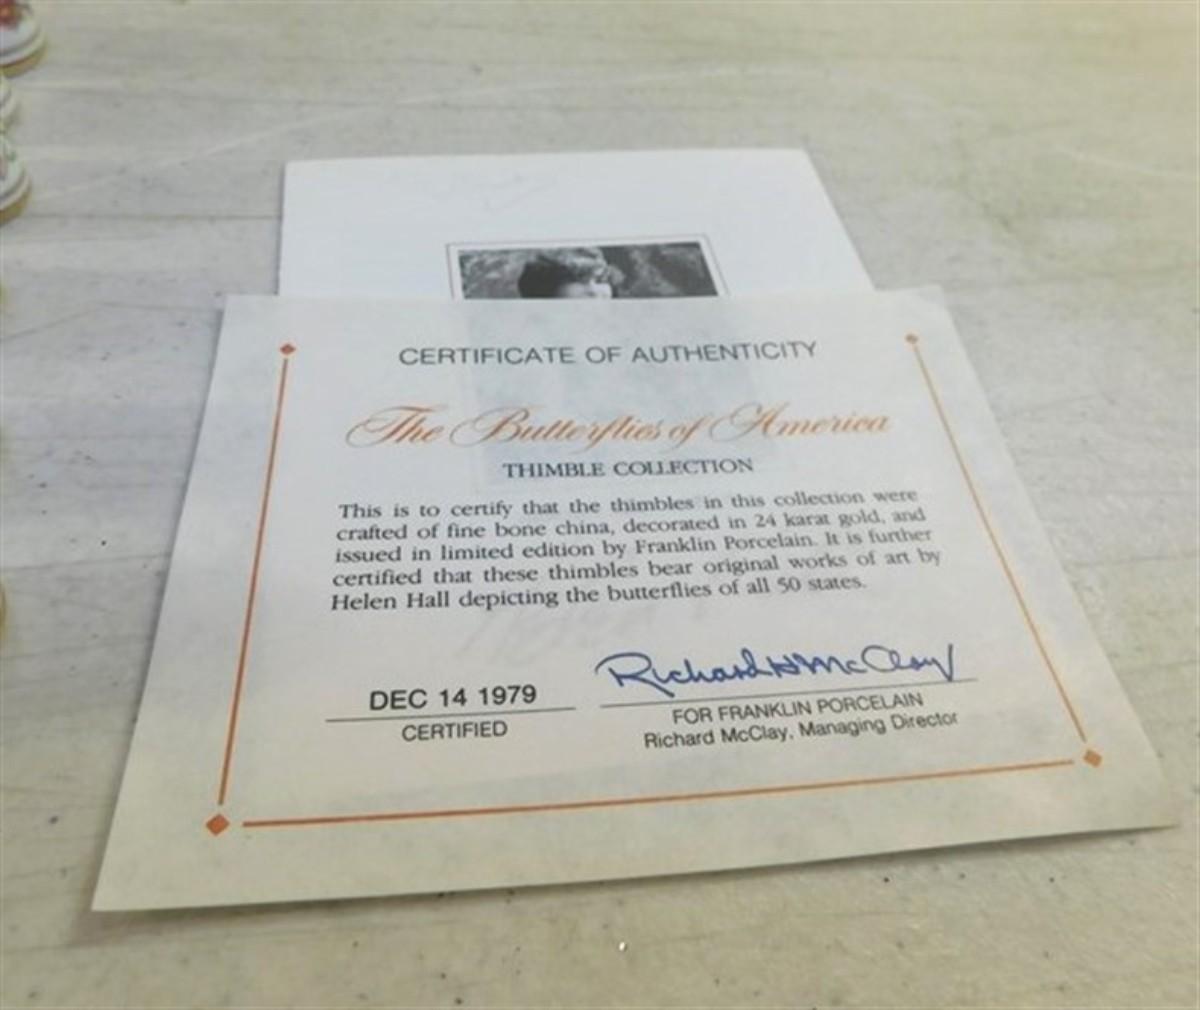 CERTIFICATE OF AUTHENTICITY
The Butterflies of America
THIMBLE COLLECTION
This is to certify that the thimbles in this collection were
crafted of fine bone china, decorated in 24 karat gold, and
issued in limited edition by Franklin Porcelain. It is further
certified that these thimbles bear original works of art by
Helen Hall depicting the butterflies of all 50 states.
DEC 14 1979
CERTIFIED
Richard H McClay
FOR FRANKLIN PORCELAIN
Richard McClay, Managing Director